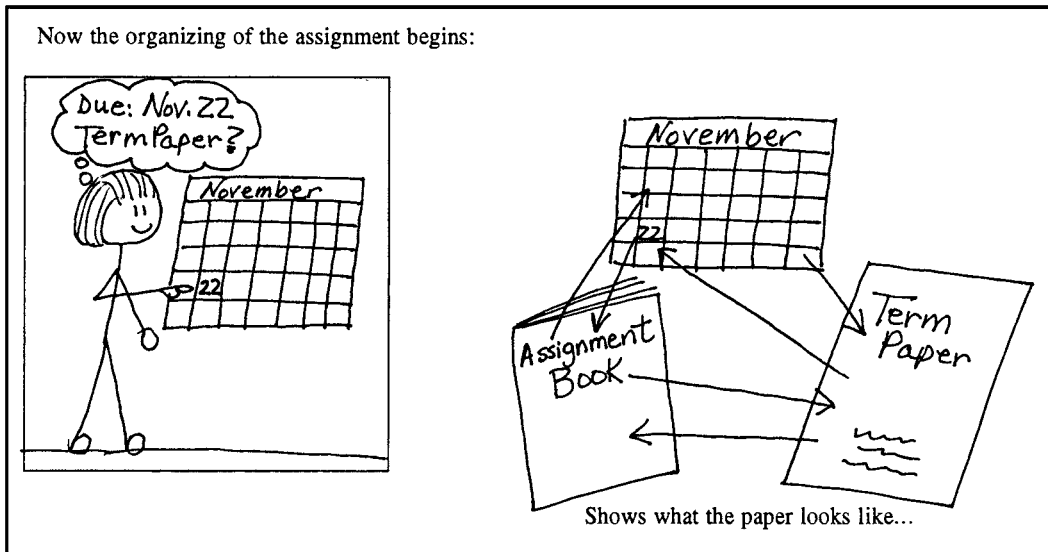 Now the organizing of the assignment begins:
Due: Nov. 22
Term Paper?
November
22
November
22
Assignment
Book
Term
Paper
Shows what the paper looks like...